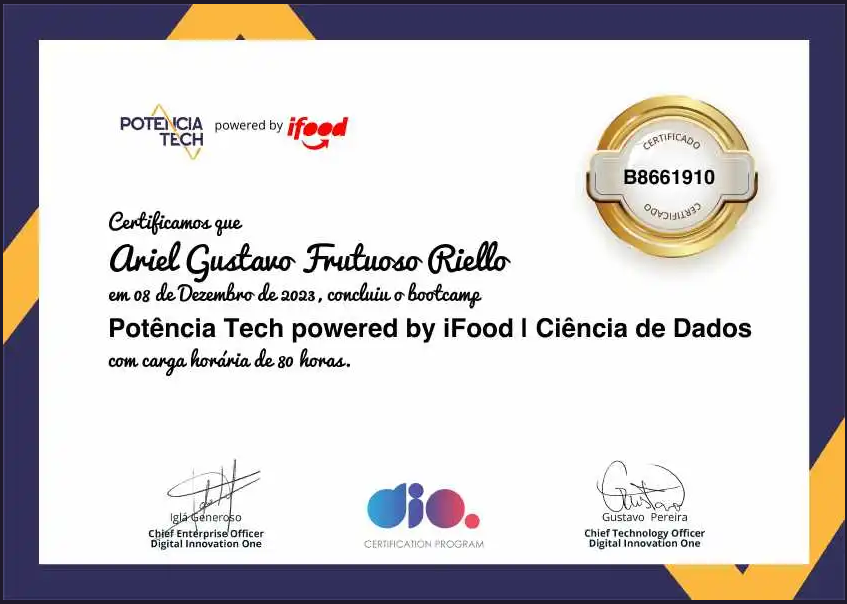 POTÊNCIA
TECH
powered by ifood
CERTIFICADO
B8661910
CERTIFICADO
Certificamos que
Ariel Gustavo Frutuoso Riello
em 08 de Dezembro de 2023, concluiu o bootcamp
Potência Tech powered by iFood | Ciência de Dados
com carga horária de 80 horas.
Iglá Generoso
Chief Enterprise Officer
Digital Innovation One
dio.
CERTIFICATION PROGRAM
Gustavo Pereira
Chief Technology Officer
Digital Innovation One